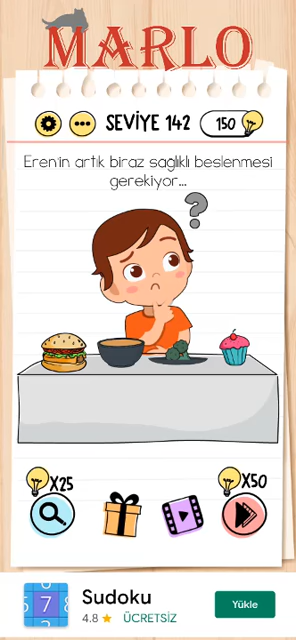 MARLO
SEVİYE 142
150
Eren'in artık biraz sağlıklı beslenmesi
gerekiyor...
?
X25
X50
Sudoku
4.8 ★ ÜCRETSİZ
Yükle
7